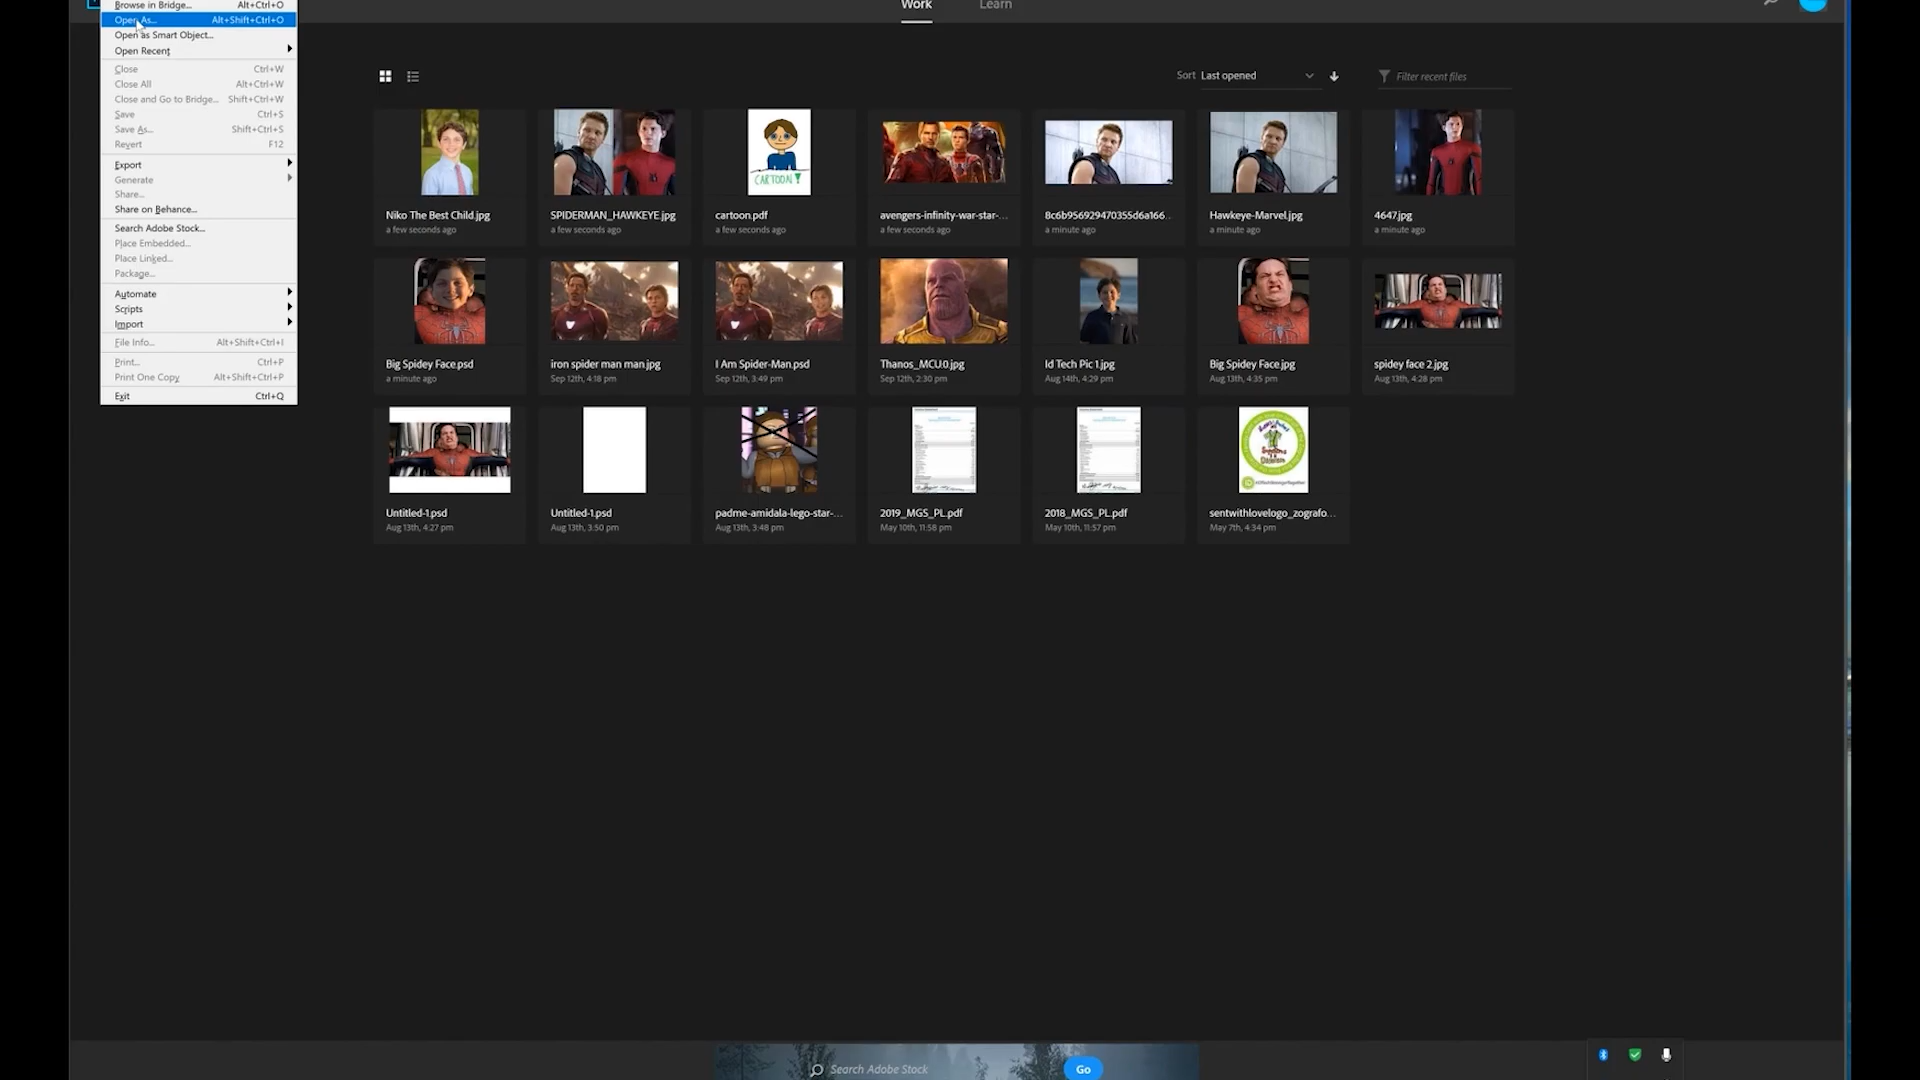 Browse in Bridge... Alt+Ctrl+O
Open As... Alt+Shift+Ctrl+O
Open as Smart Object...
Open Recent
Close Ctrl+W
Close All Alt+Ctrl+W
Close and Go to Bridge... Shift+Ctrl+W
Save Ctrl+S
Save As... Shift+Ctrl+S
Revert F12
Export
Generate
Share...
Share on Behance...
Search Adobe Stock...
Place Embedded...
Place Linked...
Package...
Automate
Scripts
Import
File Info... Alt+Shift+Ctrl+I
Print... Ctrl+P
Print One Copy Alt+Shift+Ctrl+P
Exit Ctrl+Q
Work Learn
Sort Last opened Filter recent files
CARTOON!
Niko The Best Child.jpg SPIDERMAN_HAWKEYE.jpg cartoon.pdf avengers-infinity-war-star-... 8c6b956929470355d6a166... Hawkeye-Marvel.jpg 4647.jpg
a few seconds ago a few seconds ago a few seconds ago a few seconds ago a minute ago a minute ago a minute ago
Big Spidey Face.psd iron spider man man.jpg I Am Spider-Man.psd Thanos_MCU.0.jpg Id Tech Pic 1.jpg Big Spidey Face.jpg spidey face 2.jpg
a minute ago Sep 12th, 4:18 pm Sep 12th, 3:49 pm Sep 12th, 2:30 pm Aug 14th, 4:29 pm Aug 13th, 4:35 pm Aug 13th, 4:28 pm
Untitled-1.psd Untitled-1.psd padme-amidala-lego-star-... 2019_MGS_PL.pdf 2018_MGS_PL.pdf sentwithlovelogo_zografo...
Aug 13th, 4:27 pm Aug 13th, 3:50 pm Aug 13th, 3:48 pm May 10th, 11:58 pm May 10th, 11:57 pm May 7th, 4:34 pm
Search Adobe Stock Go